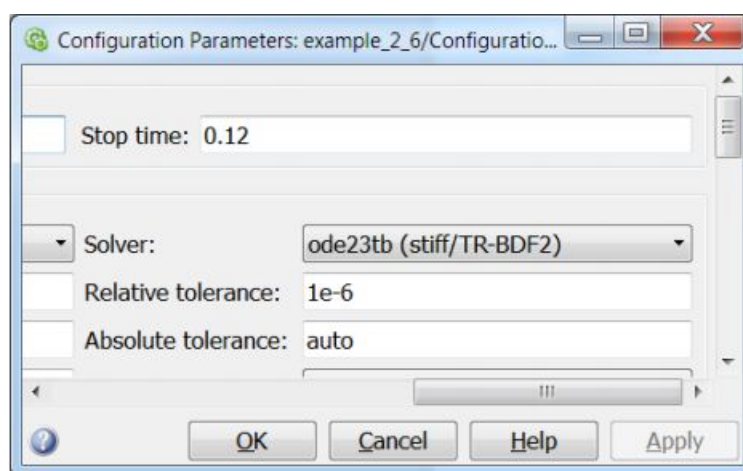 Configuration Parameters: example_2_6/Configuratio...
Stop time: 0.12
Solver: ode23tb (stiff/TR-BDF2)
Relative tolerance: 1e-6
Absolute tolerance: auto
OK Cancel Help Apply